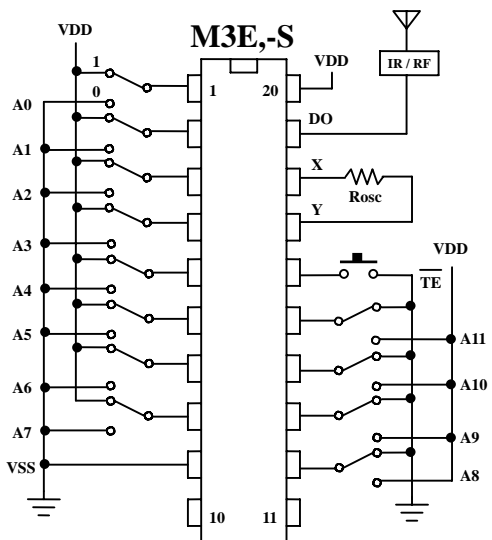 M3E,-S
VDD
1
0
A0
A1
A2
A3
A4
A5
A6
A7
VSS
1
20
10
11
VDD
DO
IR / RF
X
Rosc
Y
TE
VDD
A11
A10
A9
A8